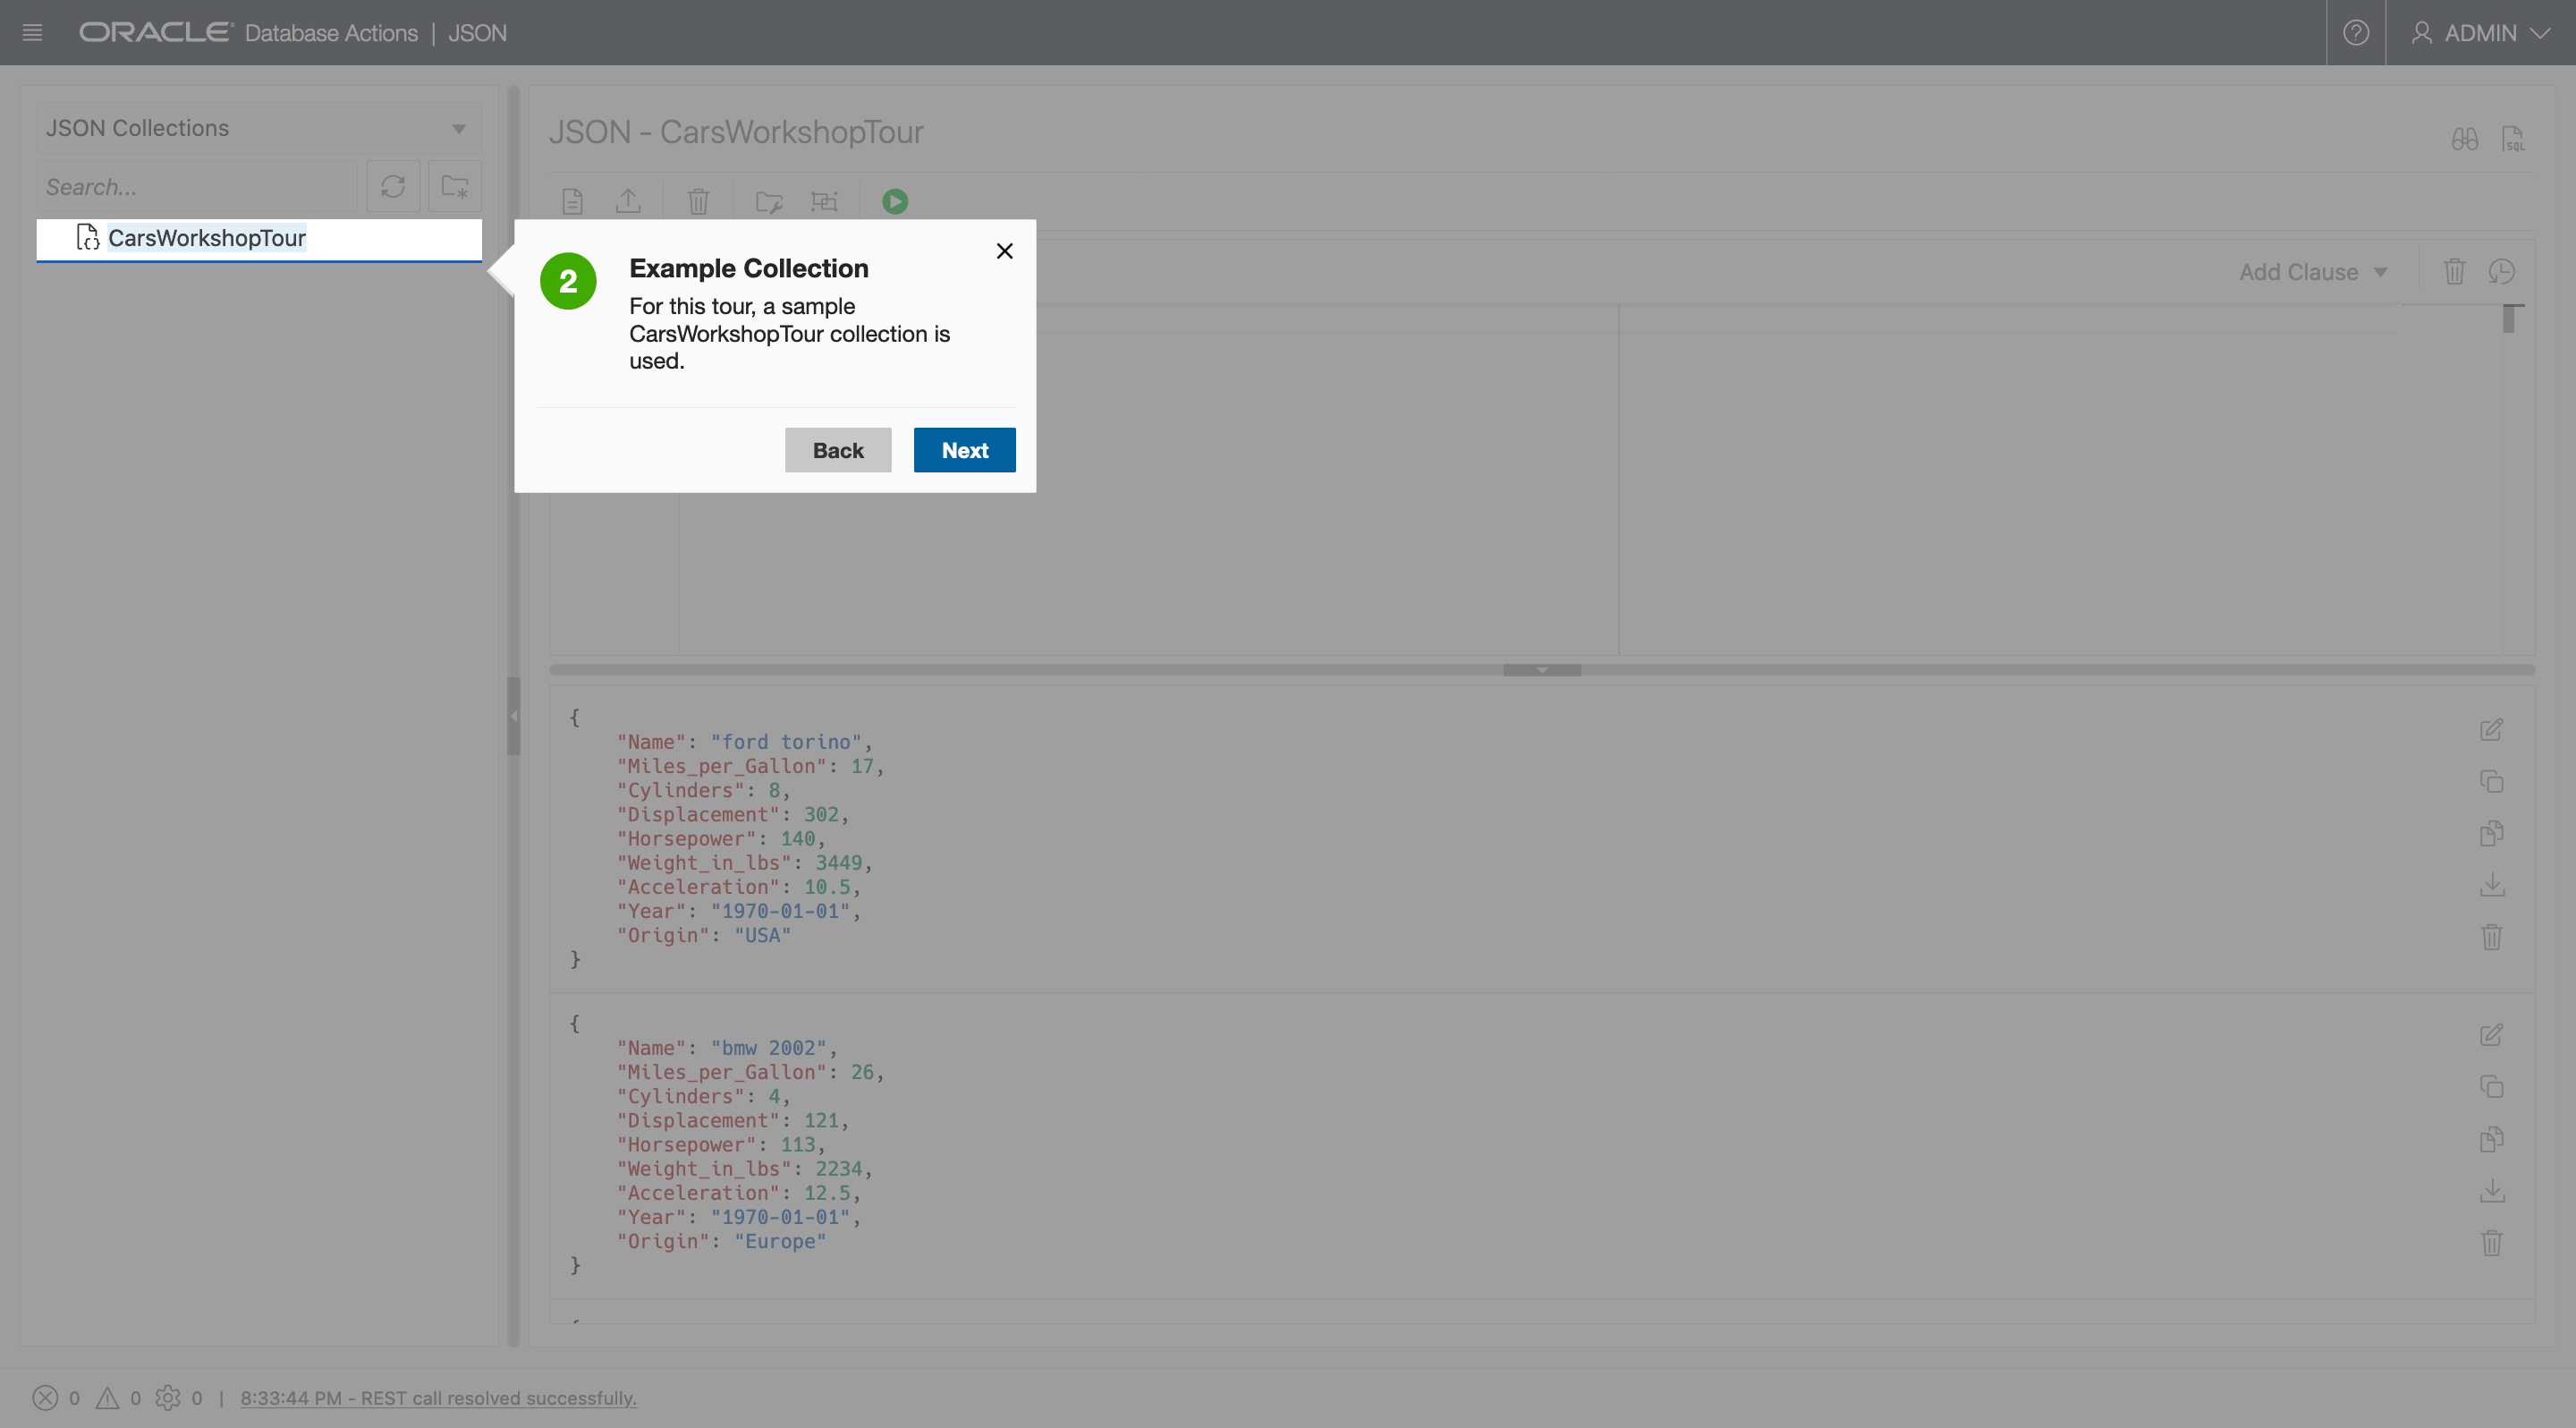 ORACLE Database Actions | JSON
ADMIN
JSON Collections
Search...
CarsWorkshopTour
JSON - CarsWorkshopTour
SQL
Add Clause
2
Example Collection
For this tour, a sample
CarsWorkshopTour collection is
used.
Back
Next
{
"Name": "ford torino",
"Miles_per_Gallon": 17,
"Cylinders": 8,
"Displacement": 302,
"Horsepower": 140,
"Weight_in_lbs": 3449,
"Acceleration": 10.5,
"Year": "1970-01-01",
"Origin": "USA"
}
{
"Name": "bmw 2002",
"Miles_per_Gallon": 26,
"Cylinders": 4,
"Displacement": 121,
"Horsepower": 113,
"Weight_in_lbs": 2234,
"Acceleration": 12.5,
"Year": "1970-01-01",
"Origin": "Europe"
}
0 0 0 | 8:33:44 PM - REST call resolved successfully.